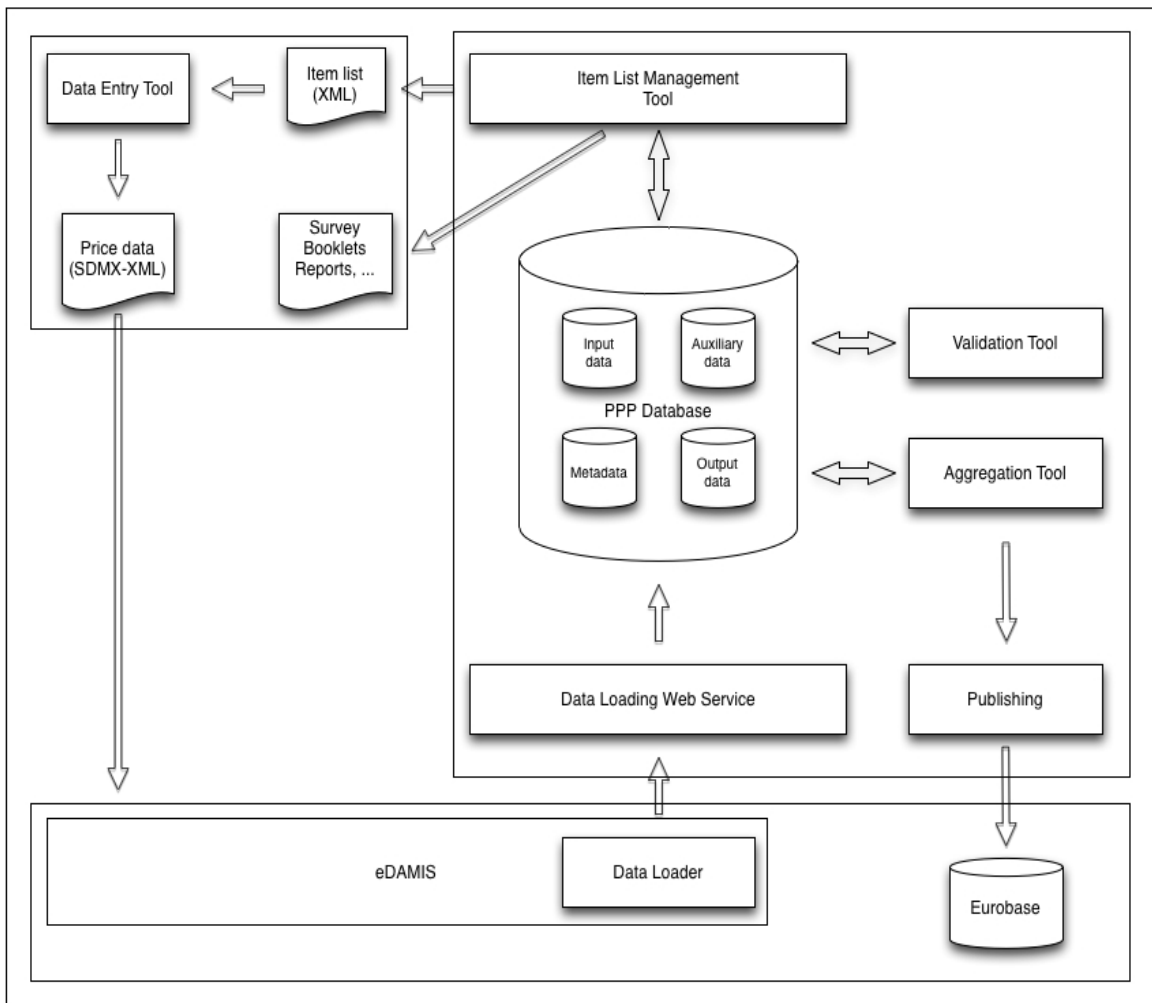 Data Entry Tool
Item list
(XML)
Item List Management
Tool
Price data
(SDMX-XML)
Survey
Booklets
Reports, ...
Input
data
Auxiliary
data
PPP Database
Metadata
Output
data
Validation Tool
Aggregation Tool
Data Loading Web Service
Publishing
eDAMIS
Data Loader
Eurobase